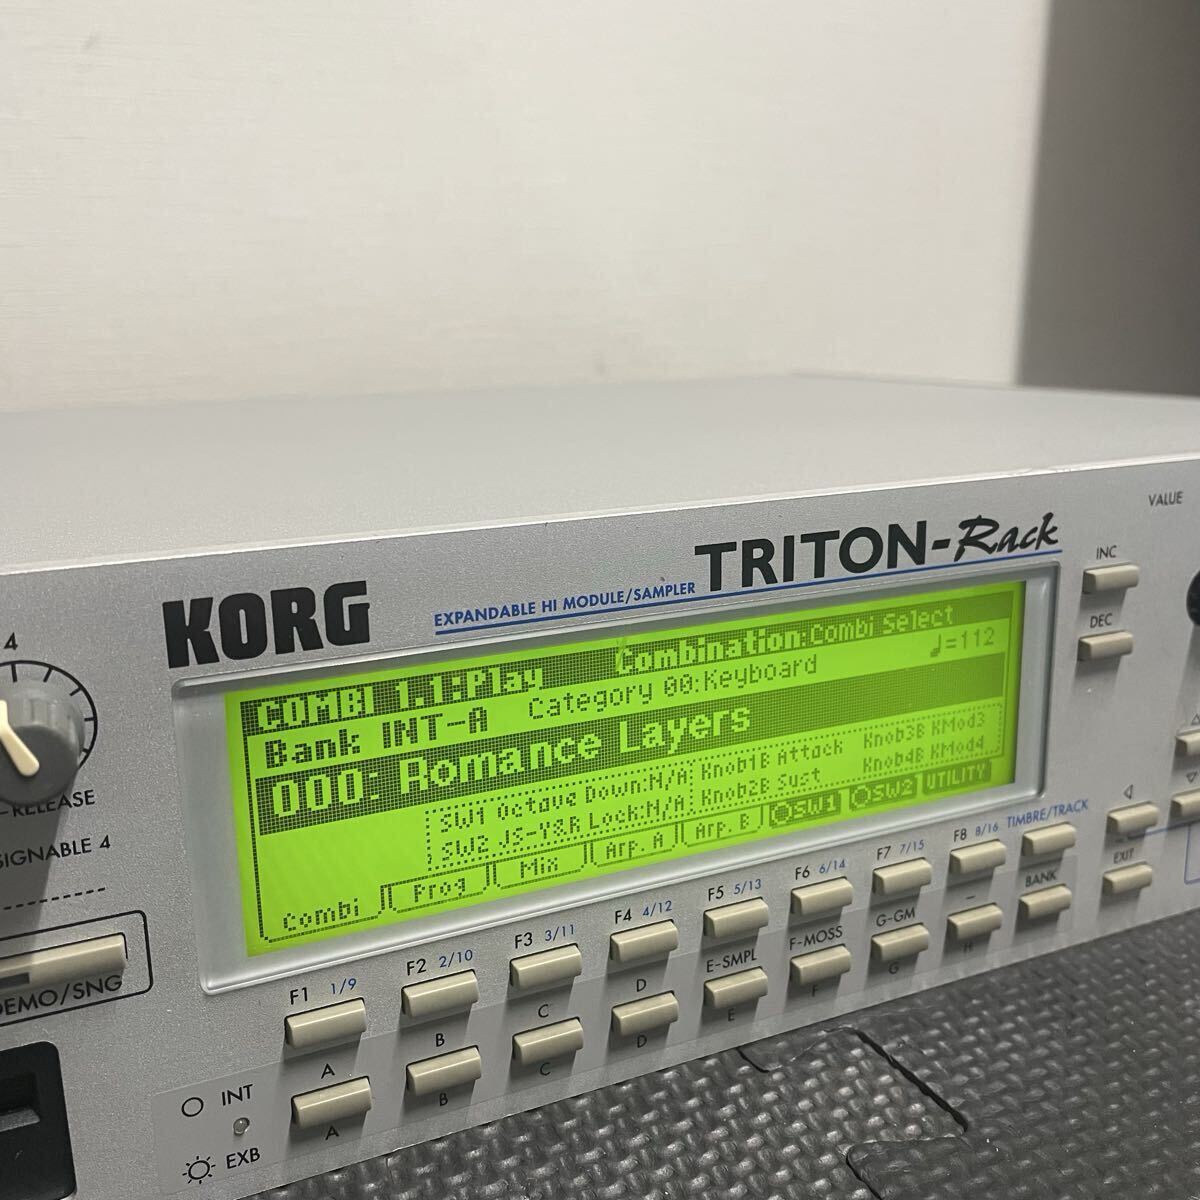 VALUE
TRITON-Rack
EXPANDABLE HI MODULE/SAMPLER
KORG
INC
DEC
4
-RELEASE
SIGNABLE 4
DEMO/SNG
COMBI 1.1:Play Combination:Combi Select
Bank INT-A Category 00:Keyboard ♩=112
000: Romance Layers
SW1 Octave Down:N/A: Knob1B Attack Knob3B KMod3
SW2 JS-Y&R Lock:N/A: Knob2B Sust Knob4B KMod4
Combi Prog Mix Arp. A Arp. B SW1 SW2 UTILITY
F1 1/9 F2 2/10 F3 3/11 F4 4/12 F5 5/13 F6 6/14 F7 7/15 F8 8/16 TIMBRE/TRACK
EXIT
A B C D E-SMPL F-MOSS G-GM – BANK
A B C D E F G H
INT
EXB